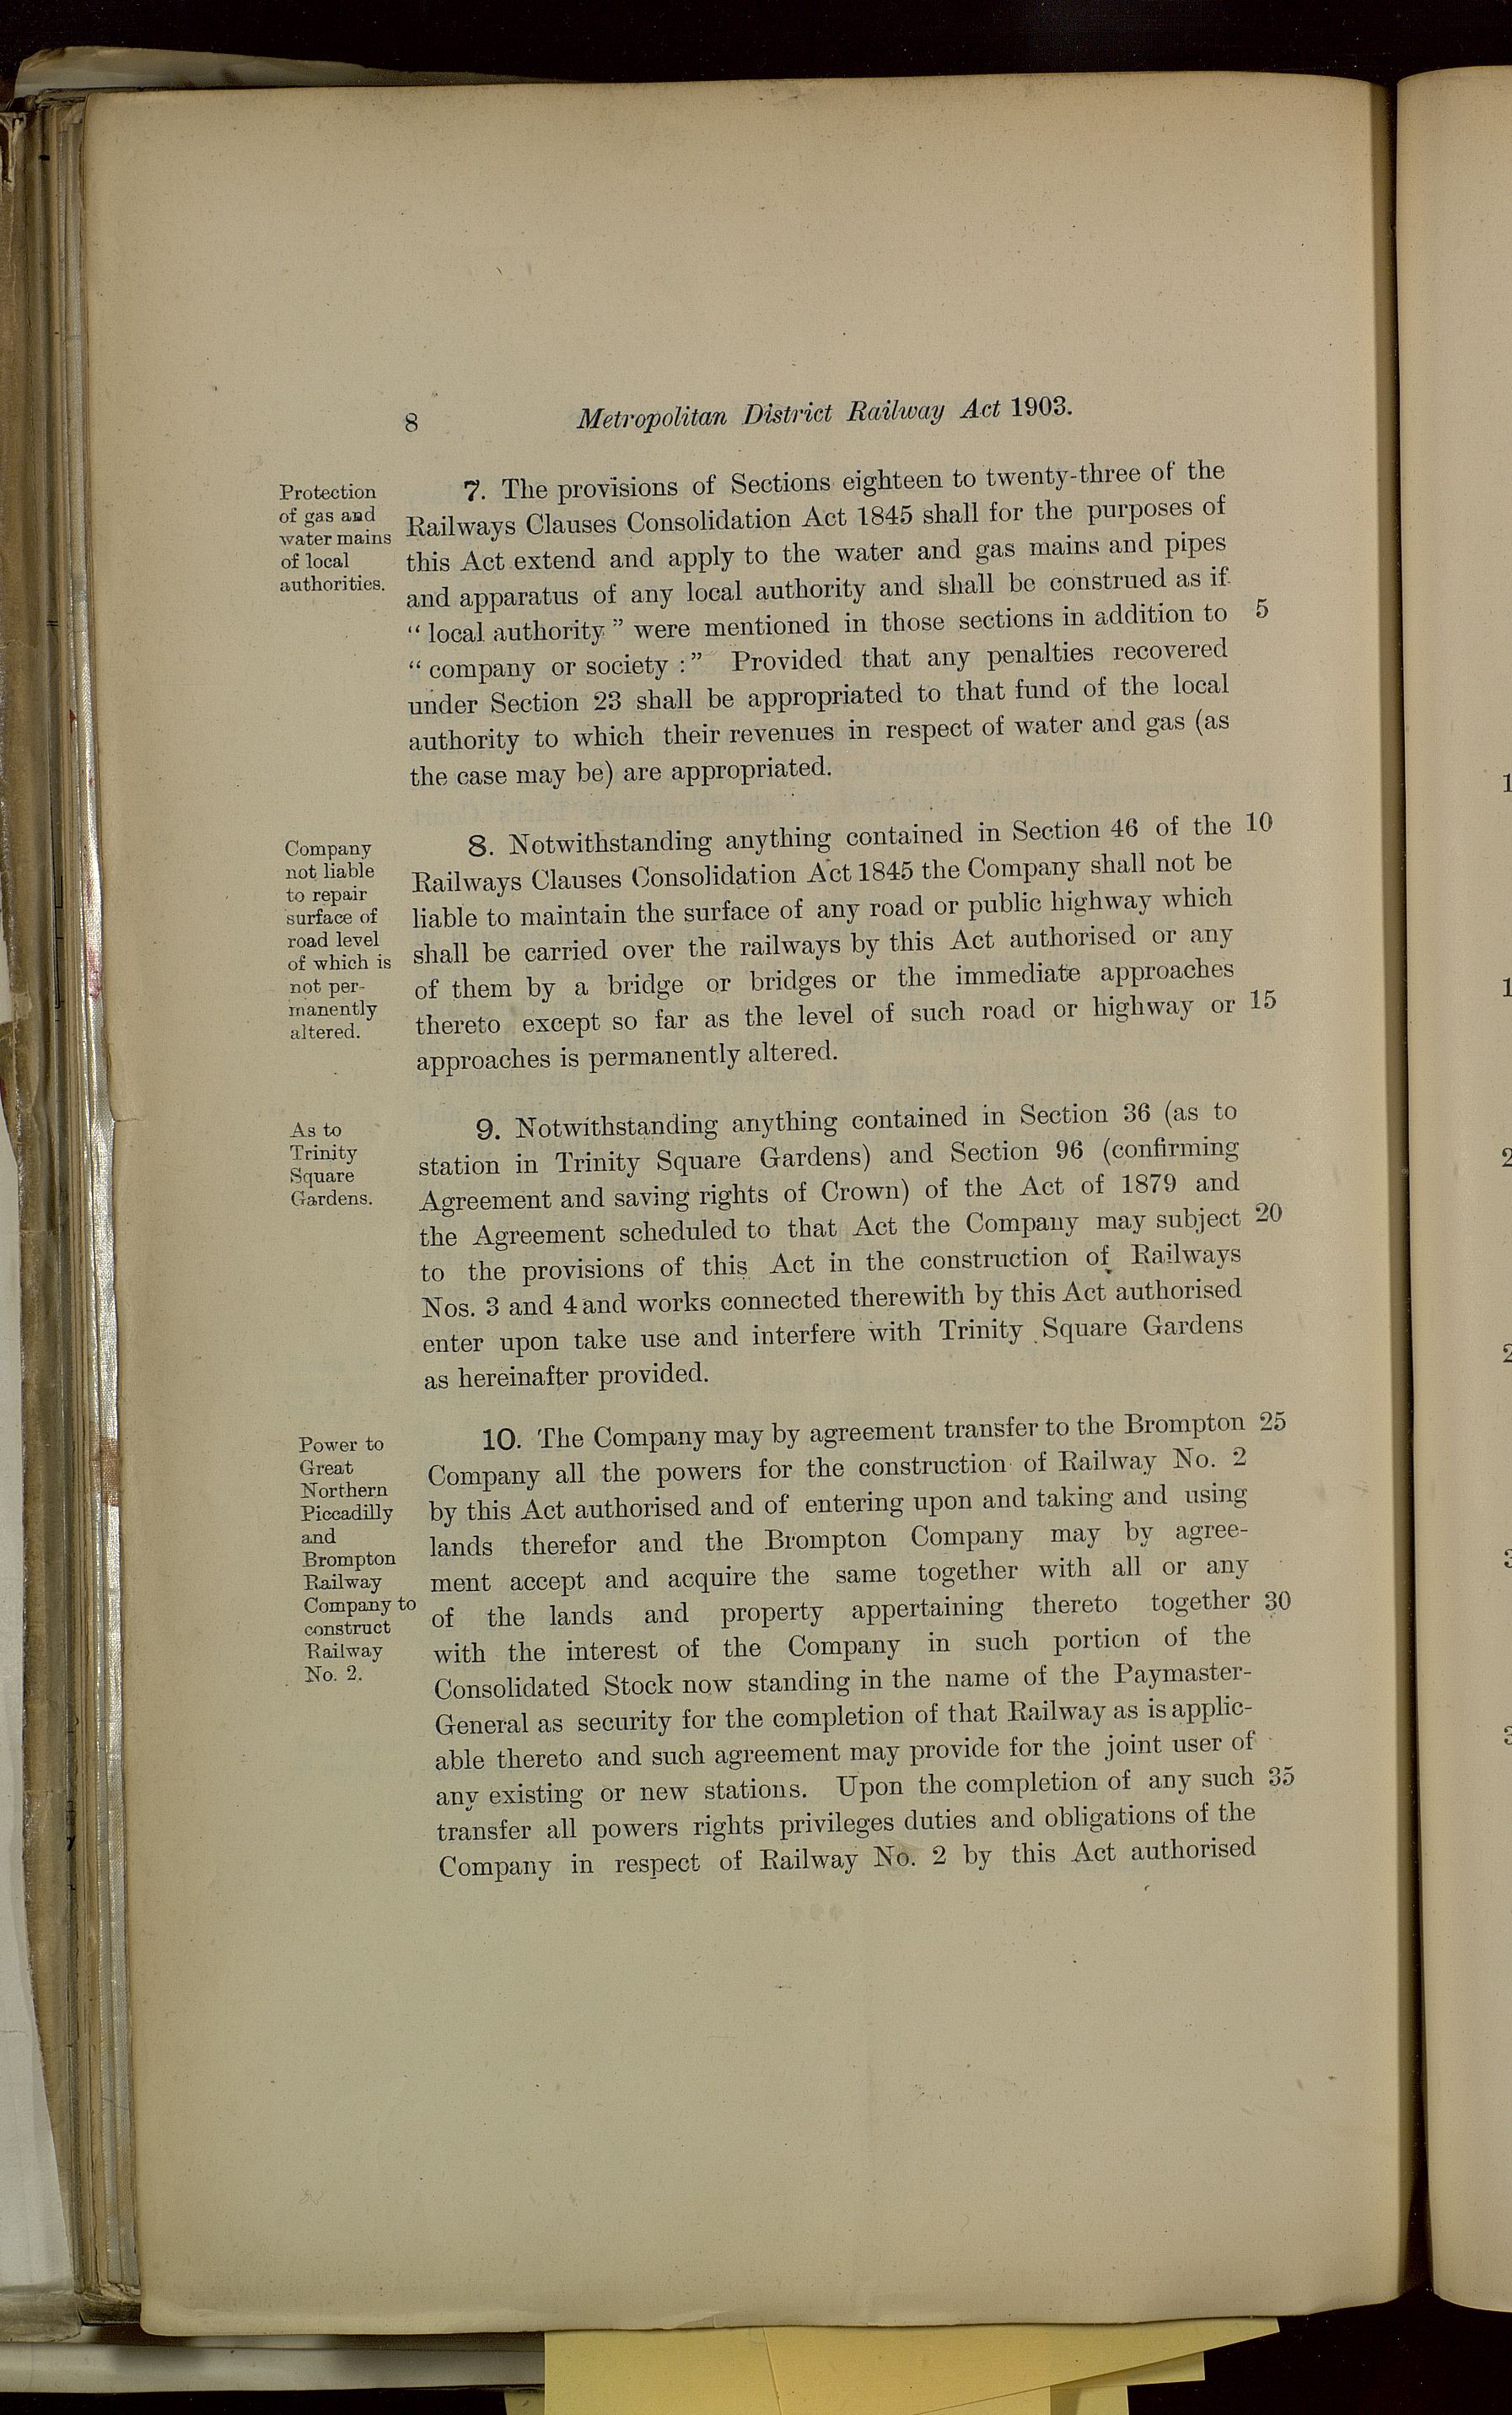 8
Metropolitan District Railway Act 1903.
Protection
of gas and
water mains
of local
authorities.
7. The provisions of Sections eighteen to twenty-three of the
Railways Clauses Consolidation Act 1845 shall for the purposes of
this Act extend and apply to the water and gas mains and pipes
and apparatus of any local authority and shall be construed as if
“ local authority ” were mentioned in those sections in addition to 5
“ company or society : ” Provided that any penalties recovered
under Section 23 shall be appropriated to that fund of the local
authority to which their revenues in respect of water and gas (as
the case may be) are appropriated.
Company
not liable
to repair
surface of
road level
of which is
not per-
manently
altered.
8. Notwithstanding anything contained in Section 46 of the 10
Railways Clauses Consolidation Act 1845 the Company shall not be
liable to maintain the surface of any road or public highway which
shall be carried over the railways by this Act authorised or any
of them by a bridge or bridges or the immediate approaches
thereto except so far as the level of such road or highway or 15
approaches is permanently altered.
As to
Trinity
Square
Gardens.
9. Notwithstanding anything contained in Section 36 (as to
station in Trinity Square Gardens) and Section 96 (confirming
Agreement and saving rights of Crown) of the Act of 1879 and
the Agreement scheduled to that Act the Company may subject 20
to the provisions of this Act in the construction of Railways
Nos. 3 and 4 and works connected therewith by this Act authorised
enter upon take use and interfere with Trinity Square Gardens
as hereinafter provided.
Power to
Great
Northern
Piccadilly
and
Brompton
Railway
Company to
construct
Railway
No. 2.
10. The Company may by agreement transfer to the Brompton 25
Company all the powers for the construction of Railway No. 2
by this Act authorised and of entering upon and taking and using
lands therefor and the Brompton Company may by agree-
ment accept and acquire the same together with all or any
of the lands and property appertaining thereto together 30
with the interest of the Company in such portion of the
Consolidated Stock now standing in the name of the Paymaster-
General as security for the completion of that Railway as is applic-
able thereto and such agreement may provide for the joint user of
any existing or new stations. Upon the completion of any such 35
transfer all powers rights privileges duties and obligations of the
Company in respect of Railway No. 2 by this Act authorised